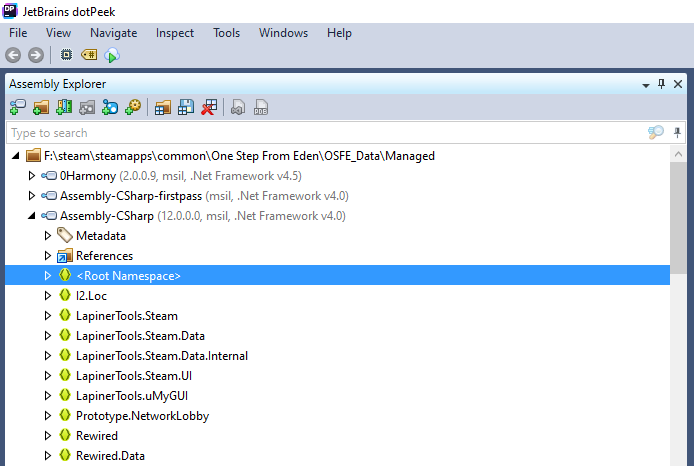 DP JetBrains dotPeek
File View Navigate Inspect Tools Windows Help
Assembly Explorer
Type to search
F:\steam\steamapps\common\One Step From Eden\OSFE_Data\Managed
0Harmony (2.0.0.9, msil, .Net Framework v4.5)
Assembly-CSharp-firstpass (msil, .Net Framework v4.0)
Assembly-CSharp (12.0.0.0, msil, .Net Framework v4.0)
Metadata
References
<Root Namespace>
I2.Loc
LapinerTools.Steam
LapinerTools.Steam.Data
LapinerTools.Steam.Data.Internal
LapinerTools.Steam.UI
LapinerTools.uMyGUI
Prototype.NetworkLobby
Rewired
Rewired.Data